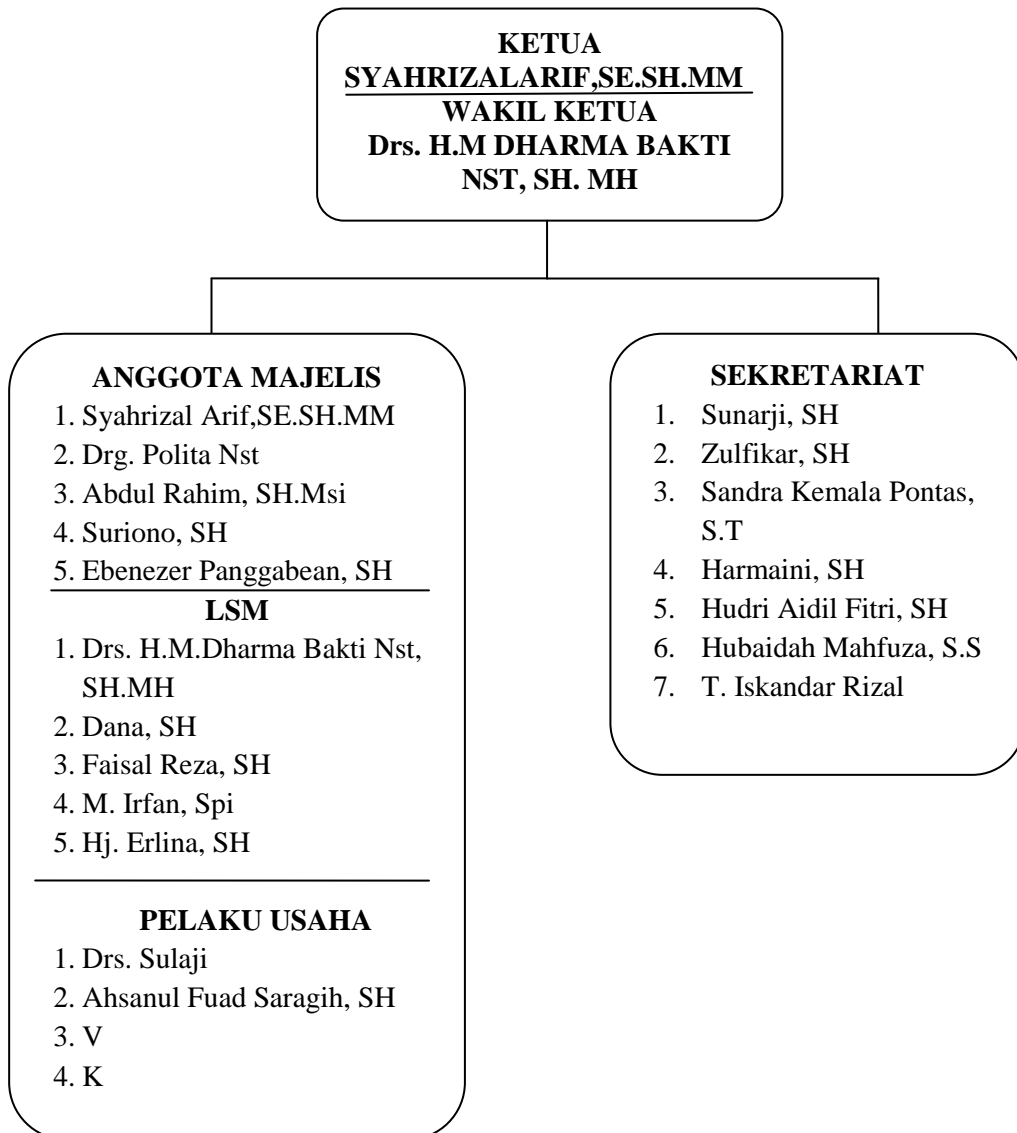 KETUA
SYAHRIZALARIF,SE.SH.MM
WAKIL KETUA
Drs. H.M DHARMA BAKTI
NST, SH. MH
ANGGOTA MAJELIS
1. Syahrizal Arif,SE.SH.MM
2. Drg. Polita Nst
3. Abdul Rahim, SH.Msi
4. Suriono, SH
5. Ebenezer Panggabean, SH
LSM
1. Drs. H.M.Dharma Bakti Nst,
SH.MH
2. Dana, SH
3. Faisal Reza, SH
4. M. Irfan, Spi
5. Hj. Erlina, SH
PELAKU USAHA
1. Drs. Sulaji
2. Ahsanul Fuad Saragih, SH
3. V
4. K
SEKRETARIAT
1. Sunarji, SH
2. Zulfikar, SH
3. Sandra Kemala Pontas,
S.T
4. Harmaini, SH
5. Hudri Aidil Fitri, SH
6. Hubaidah Mahfuza, S.S
7. T. Iskandar Rizal